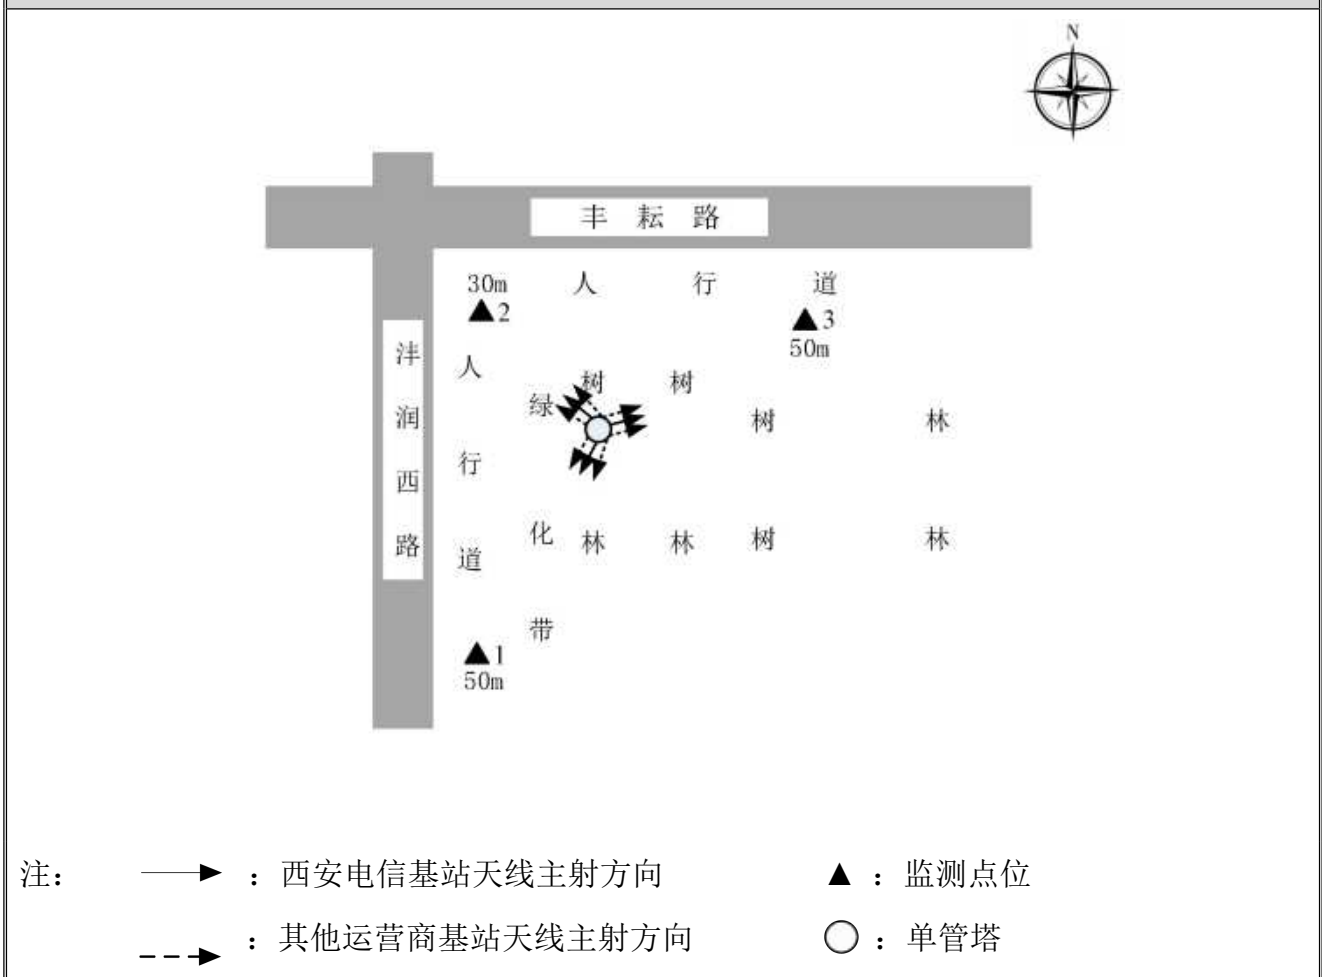 N
丰 耘 路
30m
人 行 道
▲2
▲3
50m
沣润西路
人行道
绿化带
树 树
树 林
林 林
树 林
▲1
50m
注：
：西安电信基站天线主射方向
▲：监测点位
：其他运营商基站天线主射方向
：单管塔